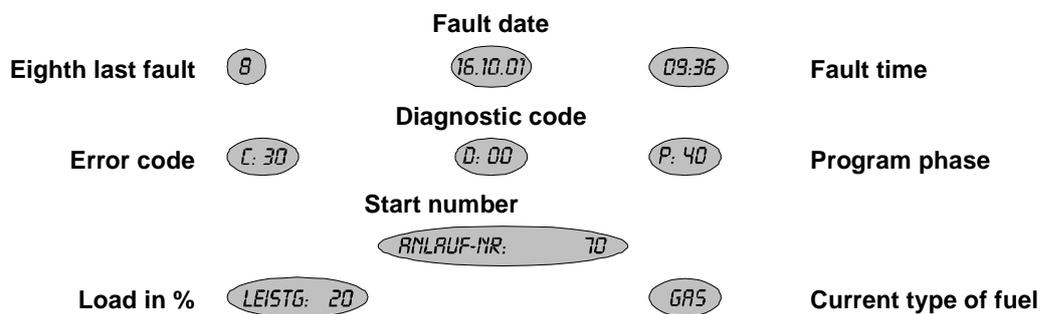 Fault date
Eighth last fault 8 16.10.01 09:36 Fault time
Diagnostic code
Error code C: 30 D: 00 P: 40 Program phase
Start number
ANLAUF-NR: 70
Load in % LEISTG: 20 GAS Current type of fuel